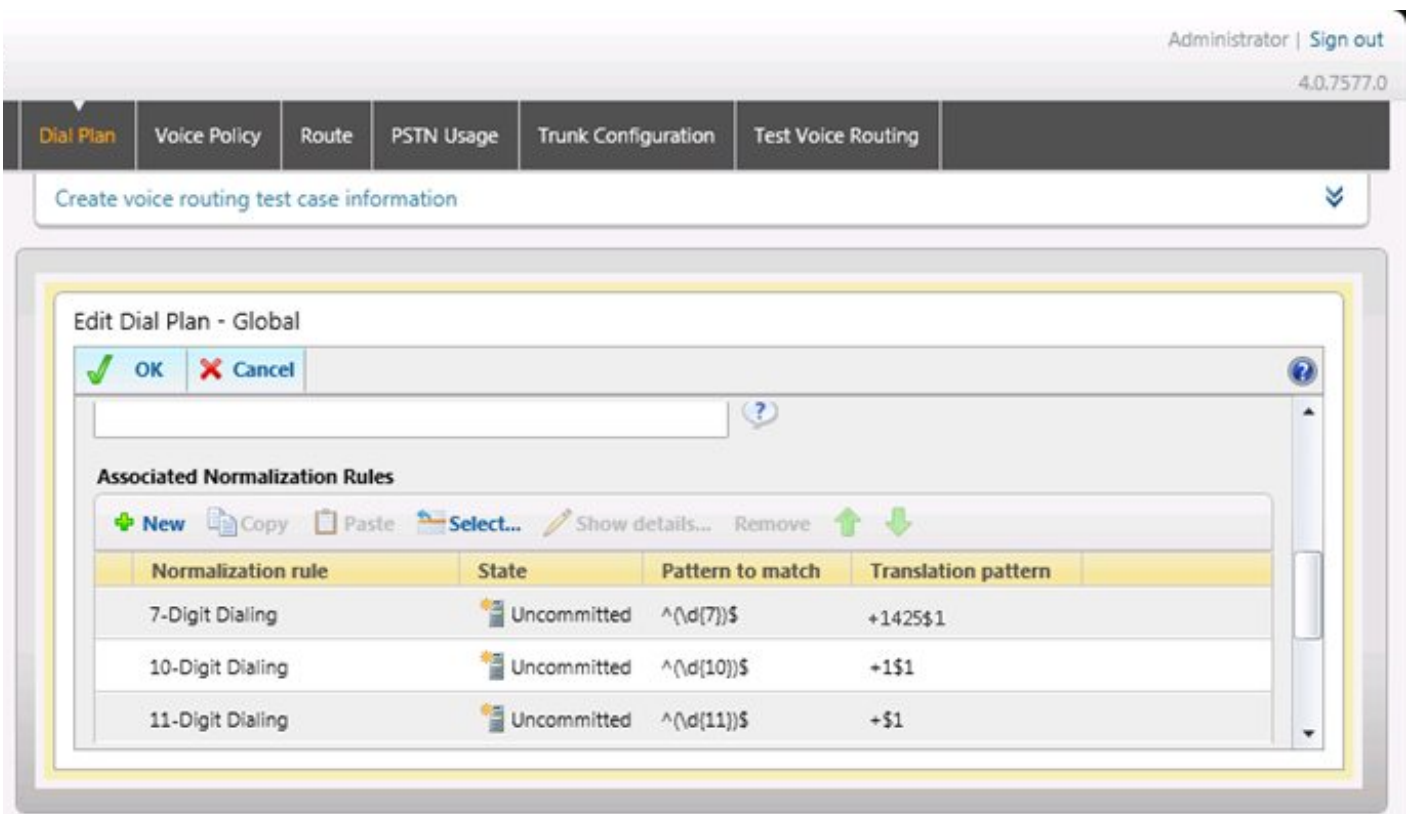 Administrator | Sign out
4.0.7577.0
Dial Plan Voice Policy Route PSTN Usage Trunk Configuration Test Voice Routing
Create voice routing test case information
Edit Dial Plan - Global
OK Cancel
Associated Normalization Rules
New Copy Paste Select... Show details... Remove
Normalization rule State Pattern to match Translation pattern
7-Digit Dialing Uncommitted ^(\d{7})$ +1425$1
10-Digit Dialing Uncommitted ^(\d{10})$ +1$1
11-Digit Dialing Uncommitted ^(\d{11})$ +$1